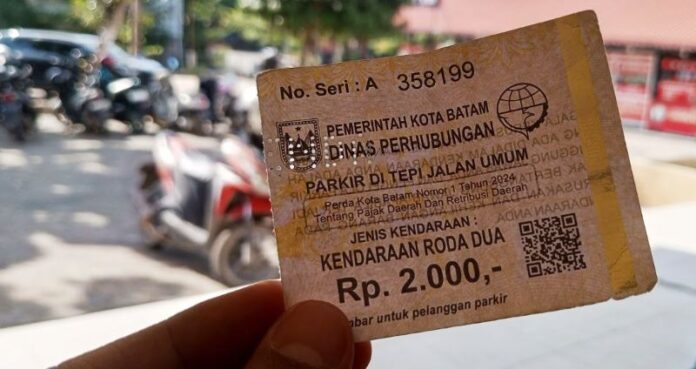 No. Seri : A 358199
PEMERINTAH KOTA BATAM
DINAS PERHUBUNGAN
PARKIR DI TEPI JALAN UMUM
Perda Kota Batam Nomor 1 Tahun 2024
Tentang Pajak Daerah Dan Retribusi Daerah
JENIS KENDARAAN :
KENDARAAN RODA DUA
Rp. 2.000,-
mbar untuk pelanggan parkir